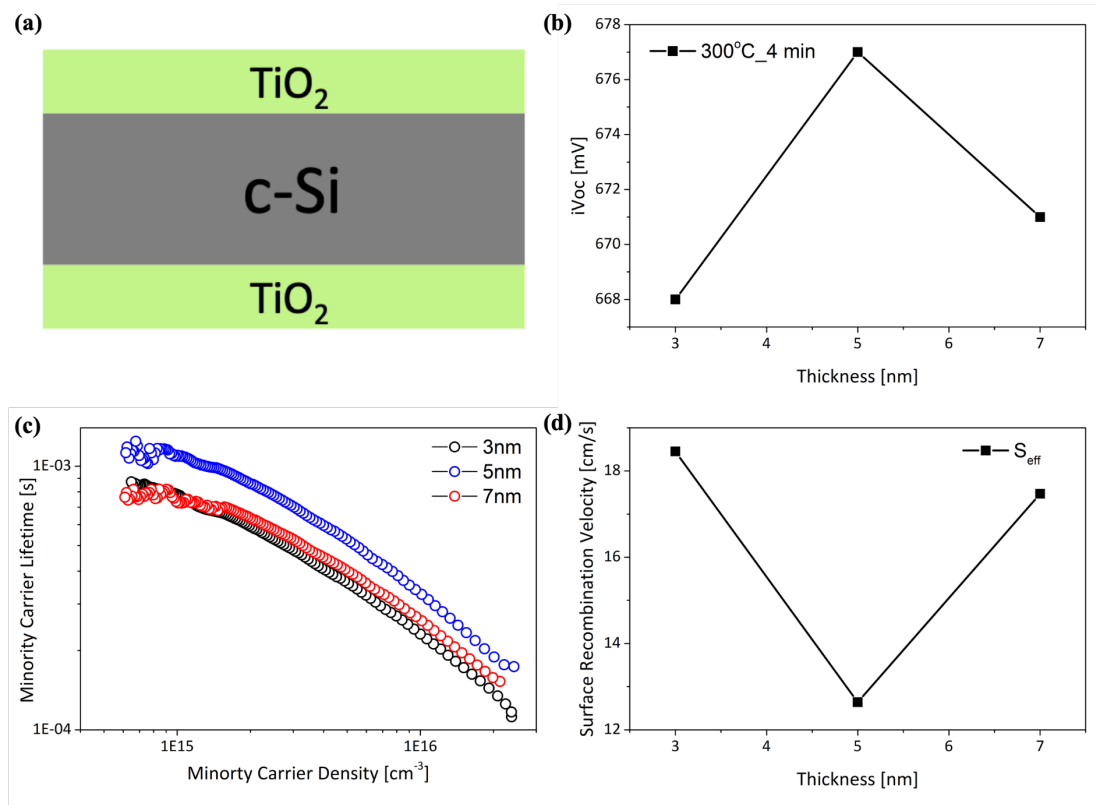 (a)
TiO2
c-Si
TiO2
(b)
678
676
674
672
670
668
iVoc [mV]
300°C_4 min
3
4
5
6
7
Thickness [nm]
(c)
1E-03
1E-04
Minority Carrier Lifetime [s]
3nm
5nm
7nm
1E15
1E16
Minorty Carrier Density [cm-3]
(d)
18
16
14
12
Surface Recombination Velocity [cm/s]
Seff
3
4
5
6
7
Thickness [nm]